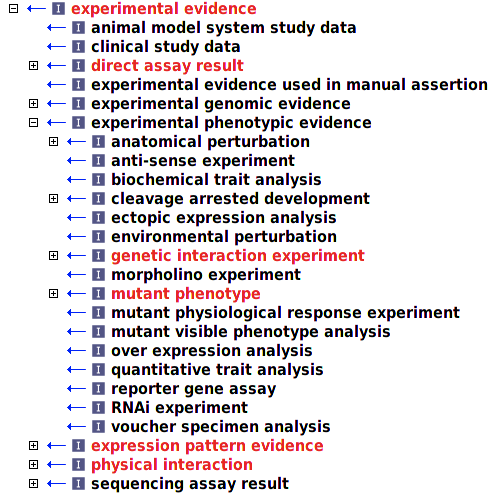 experimental evidence
animal model system study data
clinical study data
direct assay result
experimental evidence used in manual assertion
experimental genomic evidence
experimental phenotypic evidence
anatomical perturbation
anti-sense experiment
biochemical trait analysis
cleavage arrested development
ectopic expression analysis
environmental perturbation
genetic interaction experiment
morpholino experiment
mutant phenotype
mutant physiological response experiment
mutant visible phenotype analysis
over expression analysis
quantitative trait analysis
reporter gene assay
RNAi experiment
voucher specimen analysis
expression pattern evidence
physical interaction
sequencing assay result